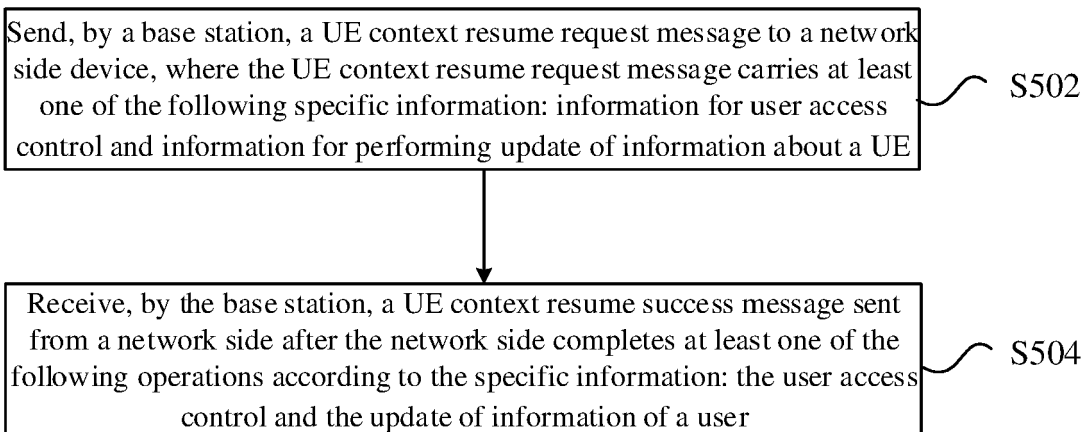 Send, by a base station, a UE context resume request message to a network
side device, where the UE context resume request message carries at least
one of the following specific information: information for user access
control and information for performing update of information about a UE
S502
Receive, by the base station, a UE context resume success message sent
from a network side after the network side completes at least one of the
following operations according to the specific information: the user access
control and the update of information of a user
S504